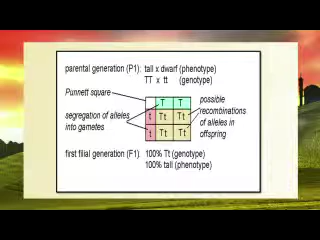 parental generation (P1): tall x dwarf (phenotype)
TT x tt (genotype)
Punnett square
T T
t Tt Tt
t Tt Tt
segregation of alleles
into gametes
possible
recombinations
of alleles in
offspring
first filial generation (F1): 100% Tt (genotype)
100% tall (phenotype)